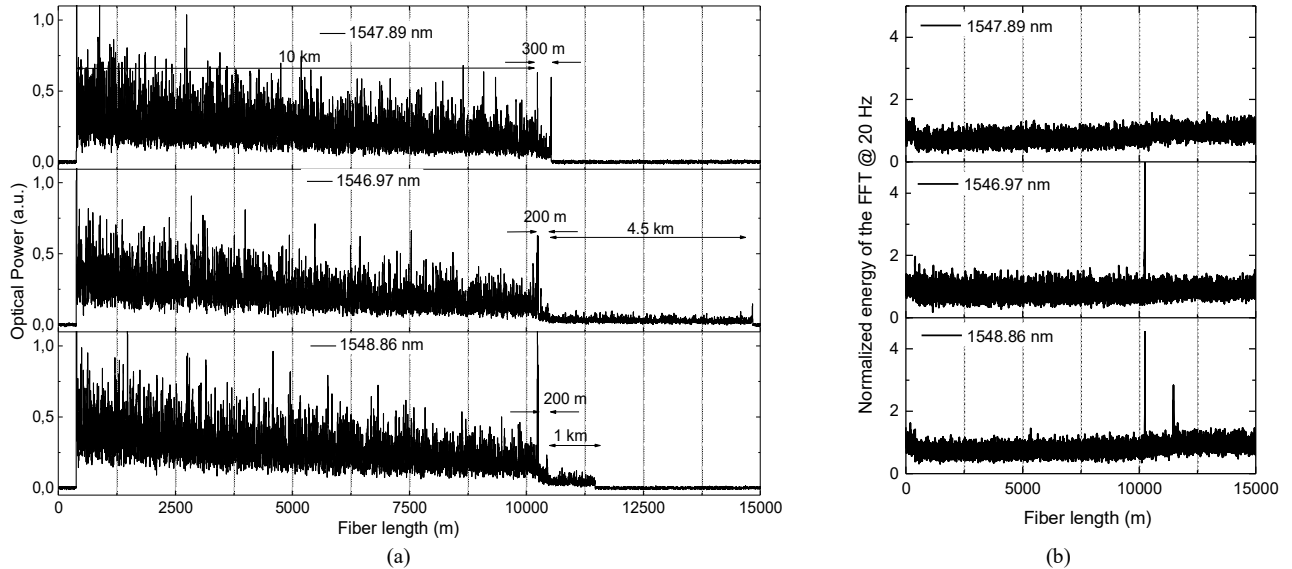 1,0
0,5
0,0
1547.89 nm
10 km
300 m
1,0
0,5
0,0
1546.97 nm
200 m
4.5 km
1,0
0,5
0,0
1548.86 nm
200 m
1 km
0 2500 5000 7500 10000 12500 15000
Optical Power (a.u.)
Fiber length (m)
(a)
4
2
0
1547.89 nm
4
2
0
1546.97 nm
4
2
0
1548.86 nm
0 5000 10000 15000
Normalized energy of the FFT @ 20 Hz
Fiber length (m)
(b)